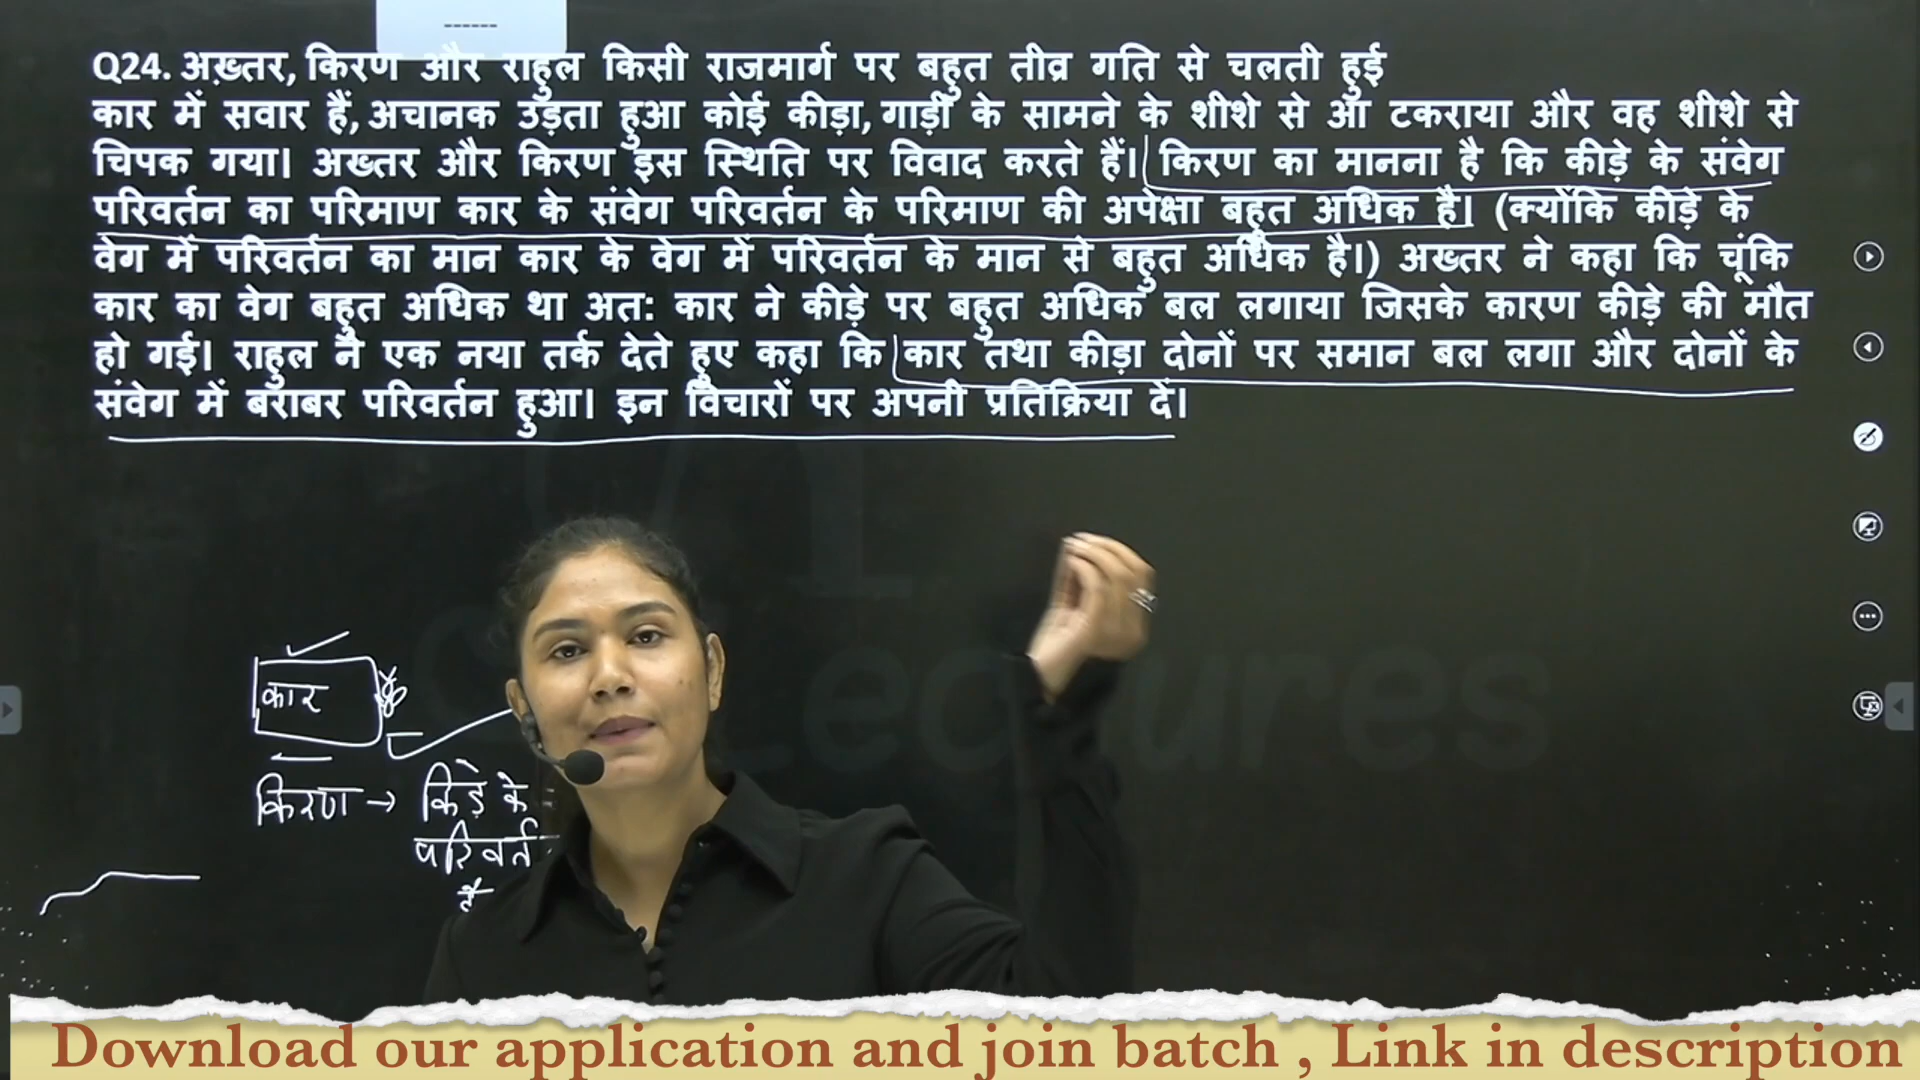 ------
Q24. अख़्तर, किरण और राहुल किसी राजमार्ग पर बहुत तीव्र गति से चलती हुई
कार में सवार हैं, अचानक उड़ता हुआ कोई कीड़ा, गाड़ी के सामने के शीशे से आ टकराया और वह शीशे से
चिपक गया। अख्तर और किरण इस स्थिति पर विवाद करते हैं। किरण का मानना है कि कीड़े के संवेग
परिवर्तन का परिमाण कार के संवेग परिवर्तन के परिमाण की अपेक्षा बहुत अधिक है। (क्योंकि कीड़े के
वेग में परिवर्तन का मान कार के वेग में परिवर्तन के मान से बहुत अधिक है।) अख्तर ने कहा कि चूंकि
कार का वेग बहुत अधिक था अत: कार ने कीड़े पर बहुत अधिक बल लगाया जिसके कारण कीड़े की मौत
हो गई। राहुल ने एक नया तर्क देते हुए कहा कि कार तथा कीड़ा दोनों पर समान बल लगा और दोनों के
संवेग में बराबर परिवर्तन हुआ। इन विचारों पर अपनी प्रतिक्रिया दें।
कार
किरण → किडे के
परिवर्त
Lectures
Download our application and join batch , Link in description